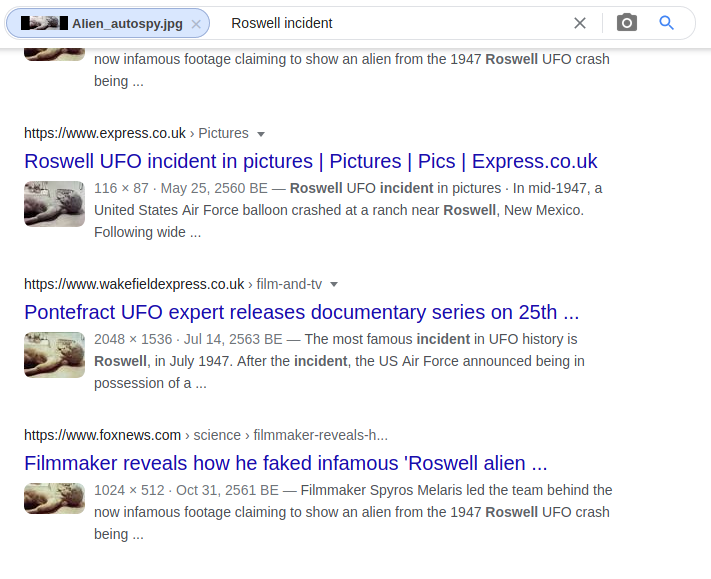 Alien_autospy.jpg × Roswell incident
now infamous footage claiming to show an alien from the 1947 Roswell UFO crash
being ...
https://www.express.co.uk › Pictures
Roswell UFO incident in pictures | Pictures | Pics | Express.co.uk
116 × 87 · May 25, 2560 BE — Roswell UFO incident in pictures · In mid-1947, a
United States Air Force balloon crashed at a ranch near Roswell, New Mexico.
Following wide ...
https://www.wakefieldexpress.co.uk › film-and-tv
Pontefract UFO expert releases documentary series on 25th ...
2048 × 1536 · Jul 14, 2563 BE — The most famous incident in UFO history is
Roswell, in July 1947. After the incident, the US Air Force announced being in
possession of a ...
https://www.foxnews.com › science › filmmaker-reveals-h...
Filmmaker reveals how he faked infamous 'Roswell alien ...
1024 × 512 · Oct 31, 2561 BE — Filmmaker Spyros Melaris led the team behind the
now infamous footage claiming to show an alien from the 1947 Roswell UFO crash
being ...